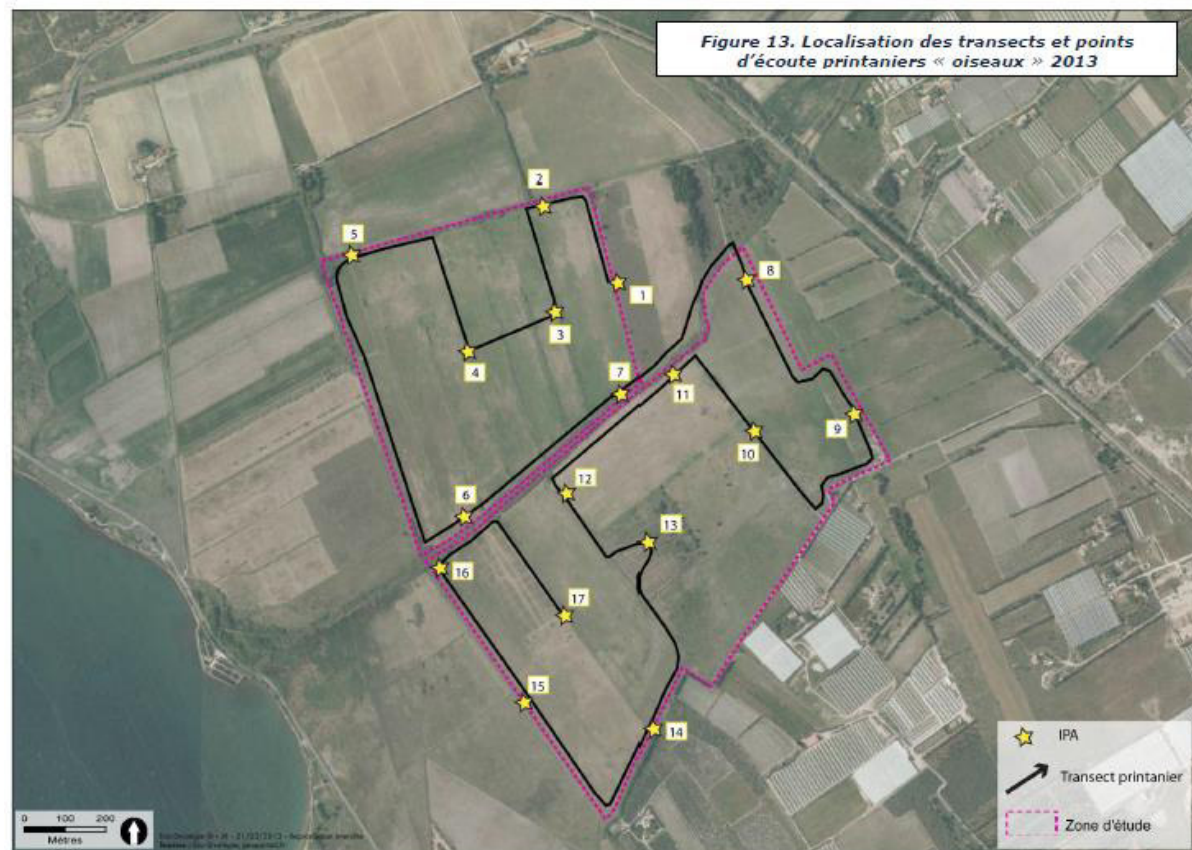 Figure 13. Localisation des transects et points
d'écoute printaniers « oiseaux » 2013
2
5
8
1
3
4
7
11
9
10
12
6
13
16
17
15
14
IPA
Transect printanier
Zone d'étude
0 100 200
Mètres